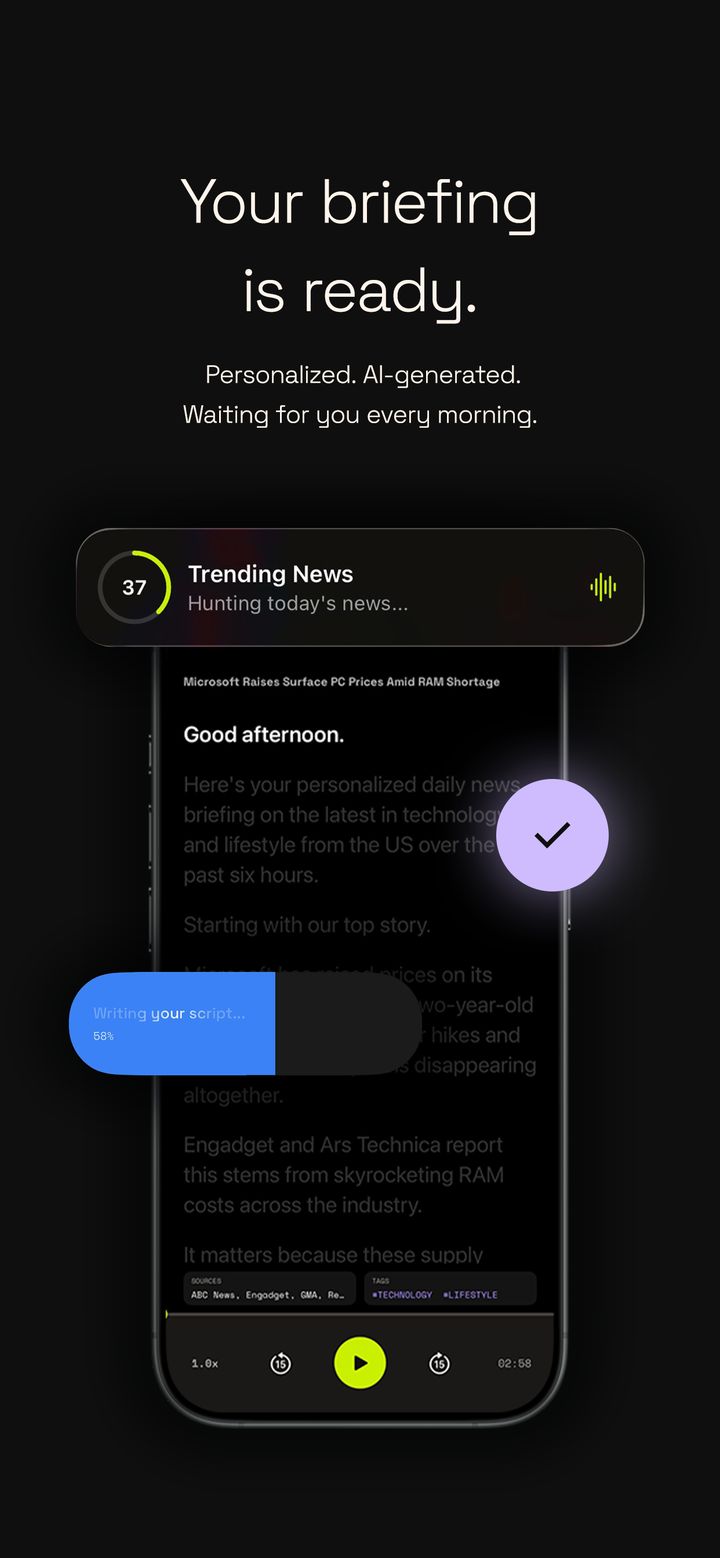 Your briefing
is ready.
Personalized. AI-generated.
Waiting for you every morning.
37
Trending News
Hunting today's news...
Microsoft Raises Surface PC Prices Amid RAM Shortage
Good afternoon.
Here's your personalized daily news
briefing on the latest in technology
and lifestyle from the US over the
past six hours.
Starting with our top story.
prices on its
two-year-old
hikes and
disappearing
altogether.
Writing your script...
58%
Engadget and Ars Technica report
this stems from skyrocketing RAM
costs across the industry.
It matters because these supply
SOURCES
ABC News, Engadget, GMA, Re…
TAGS
#TECHNOLOGY #LIFESTYLE
1.0x
15
15
02:58